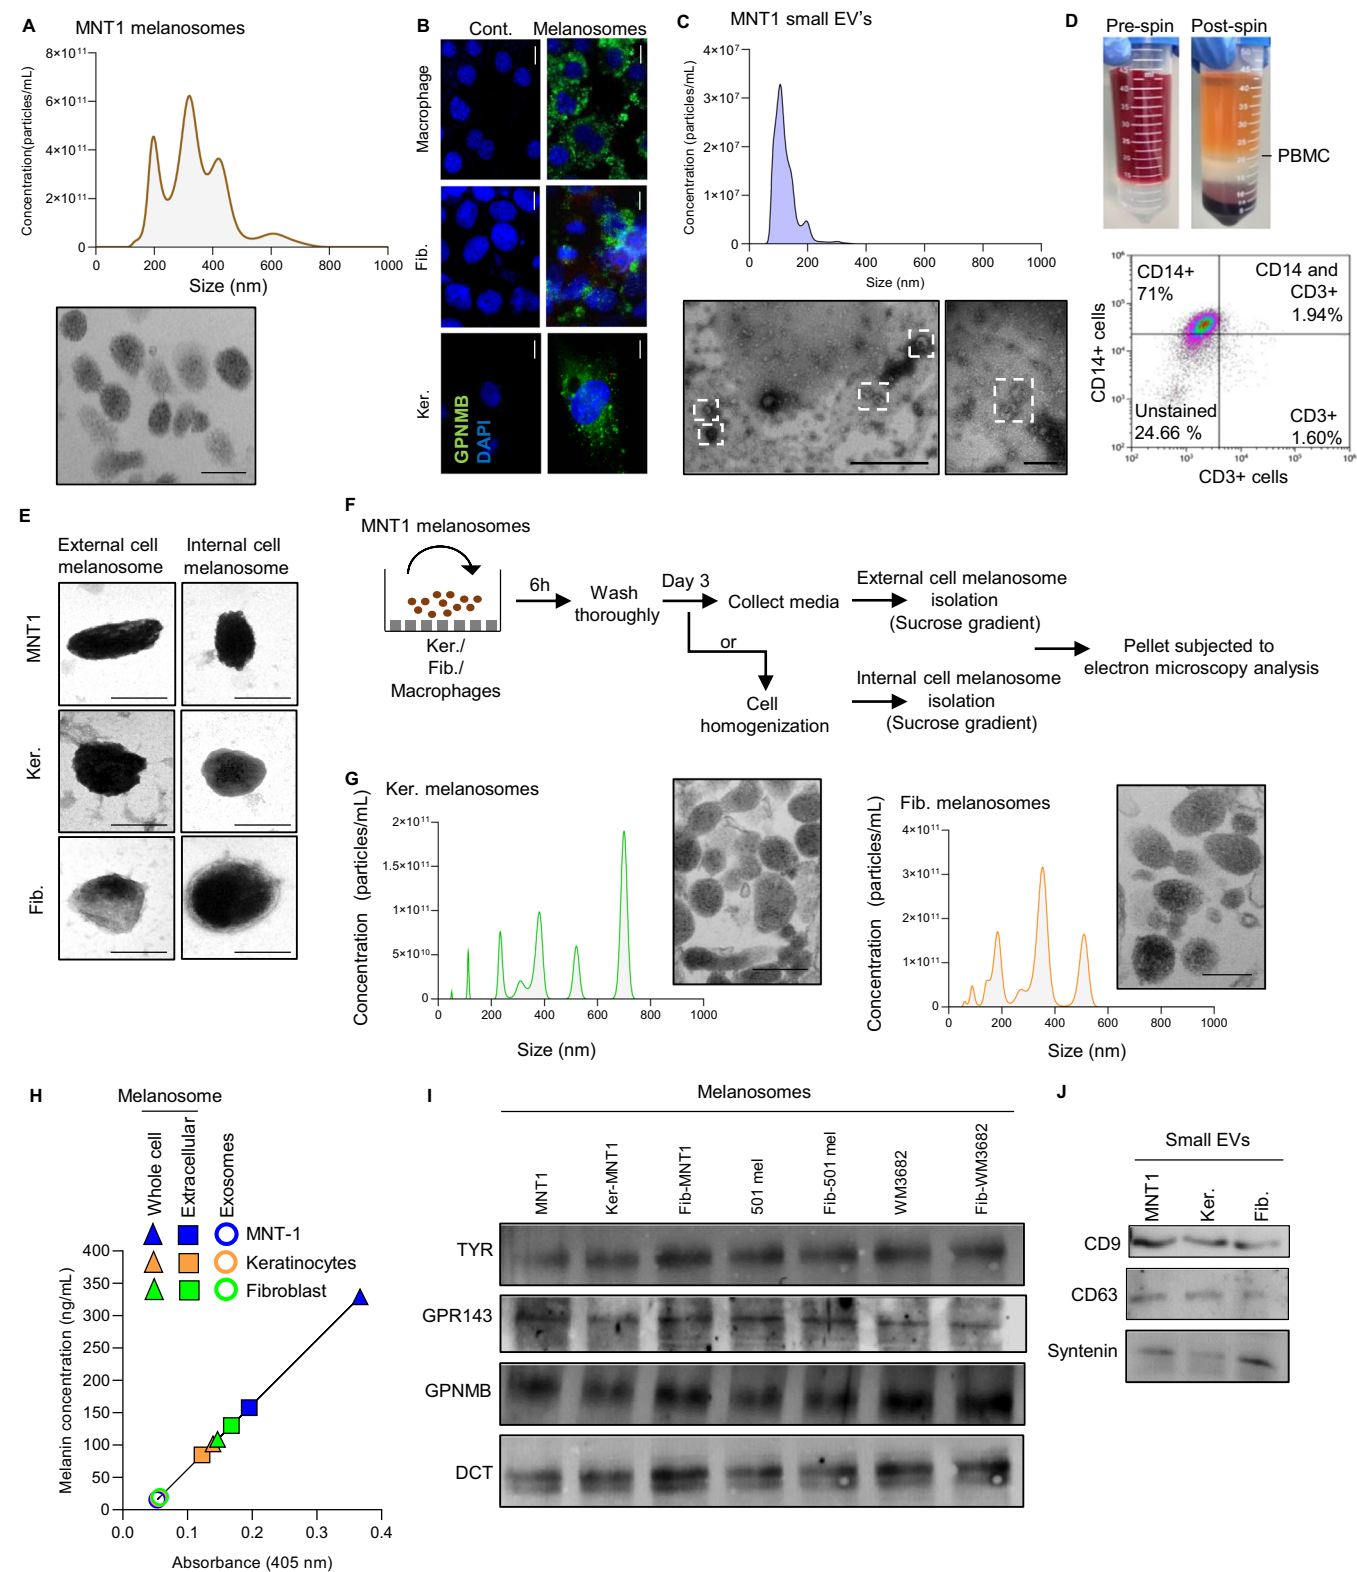 A
MNT1 melanosomes
Concentration(particles/mL)
8×10¹¹
6×10¹¹
4×10¹¹
2×10¹¹
0
0 200 400 600 800 1000
Size (nm)
B
Cont. Melanosomes
Macrophage
Fib.
Ker.
GPNMB
DAPI
C
MNT1 small EV's
Concentration (particles/mL)
4×10⁷
3×10⁷
2×10⁷
1×10⁷
0
0 200 400 600 800 1000
Size (nm)
D
Pre-spin Post-spin
PBMC
CD14+
71%
CD14 and
CD3+
1.94%
Unstained
24.66 %
CD3+
1.60%
CD14+ cells
10⁶
10⁵
10⁴
10³
10²
10² 10³ 10⁴ 10⁵ 10⁶
CD3+ cells
E
External cell
melanosome
Internal cell
melanosome
MNT1
Ker.
Fib.
F
MNT1 melanosomes
Ker./
Fib./
Macrophages
6h
Wash
thoroughly
Day 3
Collect media
or
Cell
homogenization
External cell melanosome
isolation
(Sucrose gradient)
Internal cell melanosome
isolation
(Sucrose gradient)
Pellet subjected to
electron microscopy analysis
G
Ker. melanosomes
Concentration (particles/mL)
2×10¹¹
1.5×10¹¹
1×10¹¹
5×10¹⁰
0
0 200 400 600 800 1000
Size (nm)
Fib. melanosomes
Concentration (particles/mL)
4×10¹¹
3×10¹¹
2×10¹¹
1×10¹¹
0
0 200 400 600 800 1000
Size (nm)
H
Melanosome
Whole cell
Extracellular
Exosomes
MNT-1
Keratinocytes
Fibroblast
Melanin concentration (ng/mL)
400
350
300
250
200
150
100
50
0
0.0 0.1 0.2 0.3 0.4
Absorbance (405 nm)
I
Melanosomes
MNT1
Ker-MNT1
Fib-MNT1
501 mel
Fib-501 mel
WM3682
Fib-WM3682
TYR
GPR143
GPNMB
DCT
J
Small EVs
MNT1
Ker.
Fib.
CD9
CD63
Syntenin